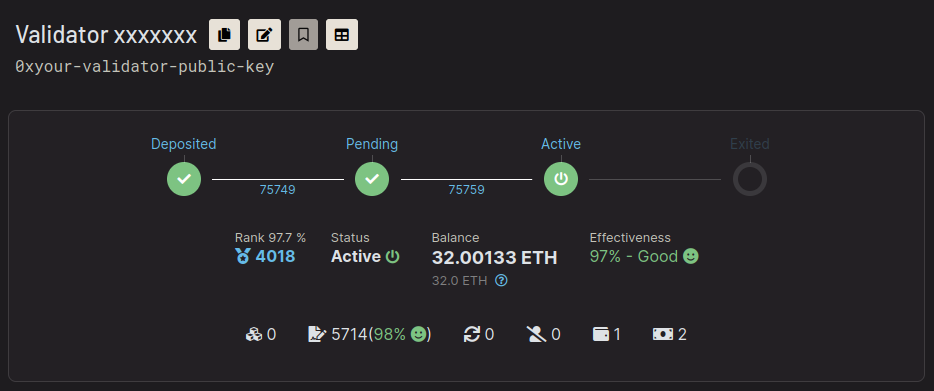 Validator xxxxxxx
0xyour-validator-public-key
Deposited Pending Active Exited
75749 75759
Rank 97.7 % Status Balance Effectiveness
4018 Active 32.00133 ETH 97% - Good
32.0 ETH
0 5714(98% ) 0 0 1 2